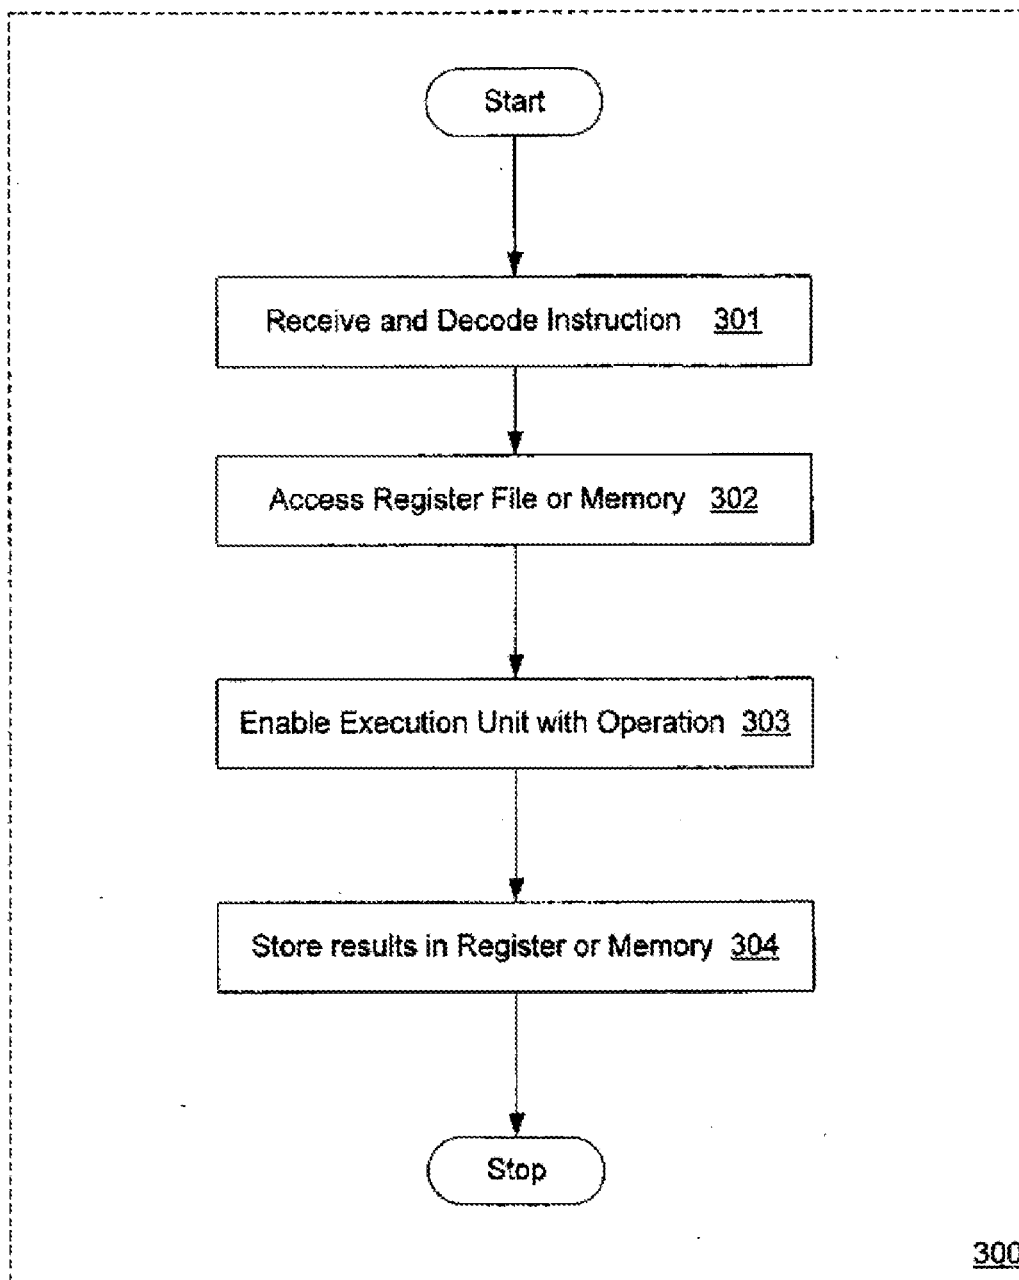 Start
Receive and Decode Instruction 301
Access Register File or Memory 302
Enable Execution Unit with Operation 303
Store results in Register or Memory 304
Stop
300